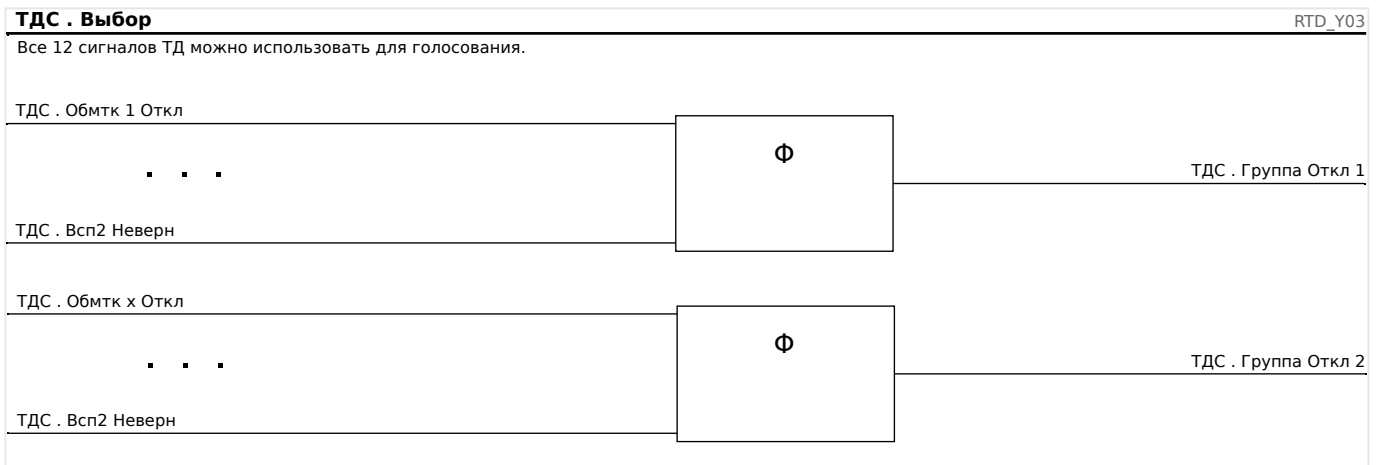 ТДС . Выбор
RTD_Y03
Все 12 сигналов ТД можно использовать для голосования.
ТДС . Обмтк 1 Откл
Ф
. . .
ТДС . Группа Откл 1
ТДС . Всп2 Неверн
ТДС . Обмтк x Откл
Ф
. . .
ТДС . Группа Откл 2
ТДС . Всп2 Неверн